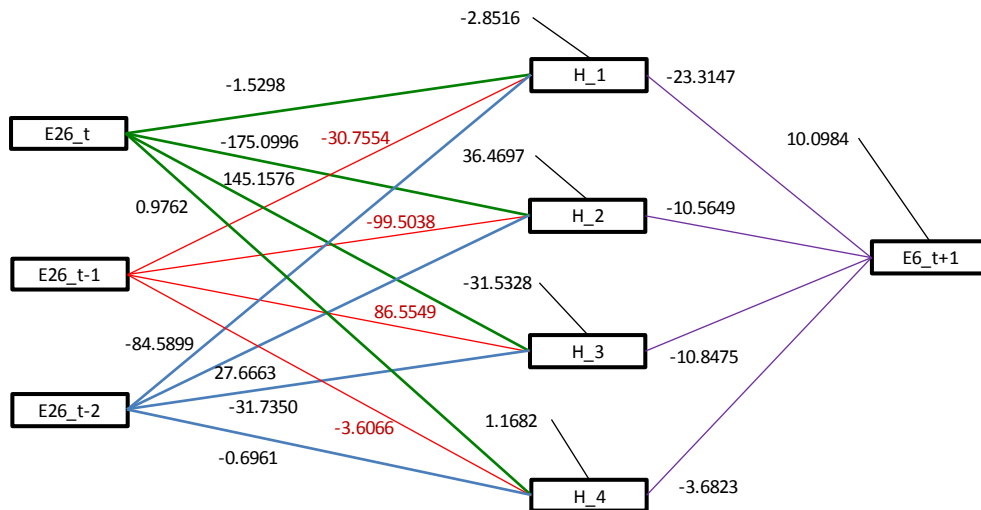 -2.8516
H_1
-1.5298
-23.3147
E26_t
-30.7554
-175.0996
36.4697
10.0984
145.1576
0.9762
H_2
-99.5038
-10.5649
E26_t-1
E6_t+1
-31.5328
86.5549
-84.5899
H_3
-10.8475
27.6663
-31.7350
E26_t-2
-3.6066
1.1682
-0.6961
H_4
-3.6823